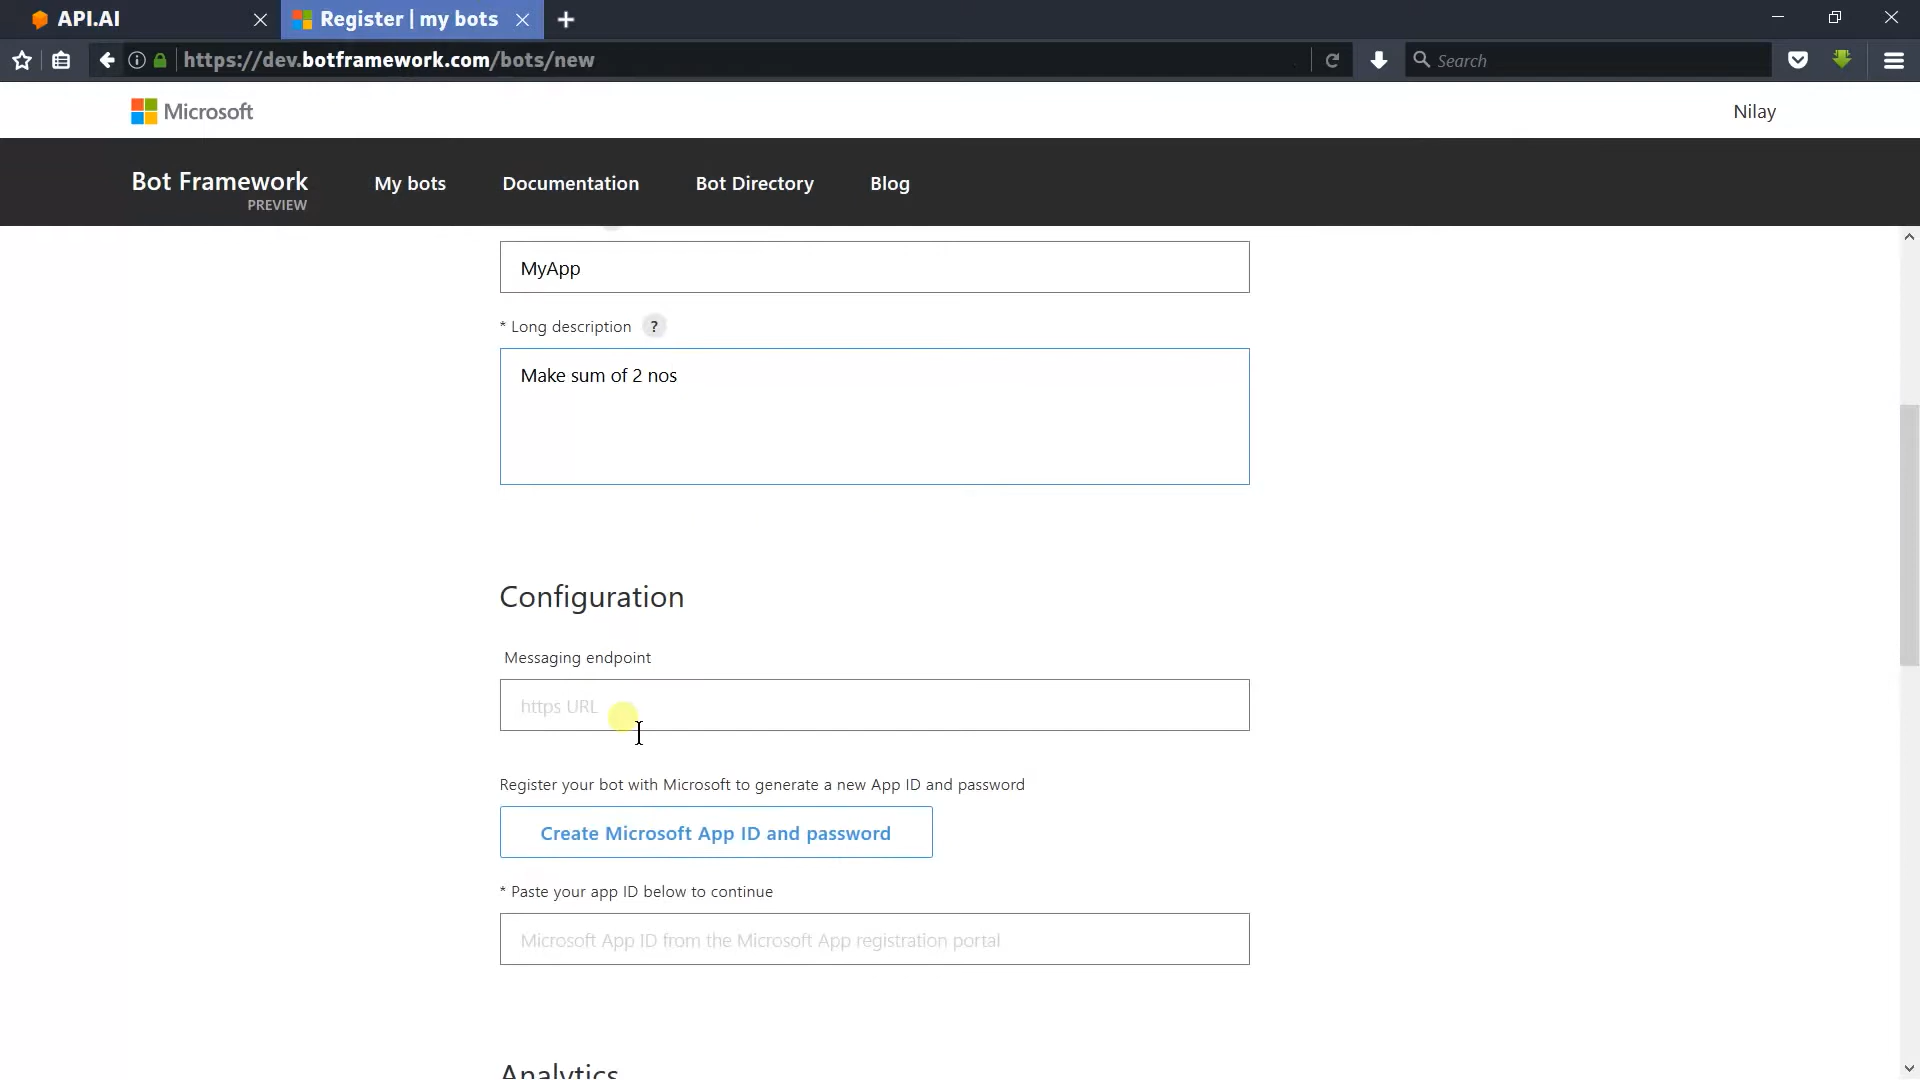 API.AI
Register | my bots
https://dev.botframework.com/bots/new
Search
Microsoft
Nilay
Bot Framework
PREVIEW
My bots
Documentation
Bot Directory
Blog
MyApp
* Long description ?
Make sum of 2 nos
Configuration
Messaging endpoint
https URL
Register your bot with Microsoft to generate a new App ID and password
Create Microsoft App ID and password
* Paste your app ID below to continue
Microsoft App ID from the Microsoft App registration portal
Analytics